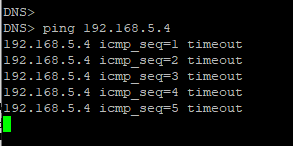 DNS>
DNS> ping 192.168.5.4
192.168.5.4 icmp_seq=1 timeout
192.168.5.4 icmp_seq=2 timeout
192.168.5.4 icmp_seq=3 timeout
192.168.5.4 icmp_seq=4 timeout
192.168.5.4 icmp_seq=5 timeout